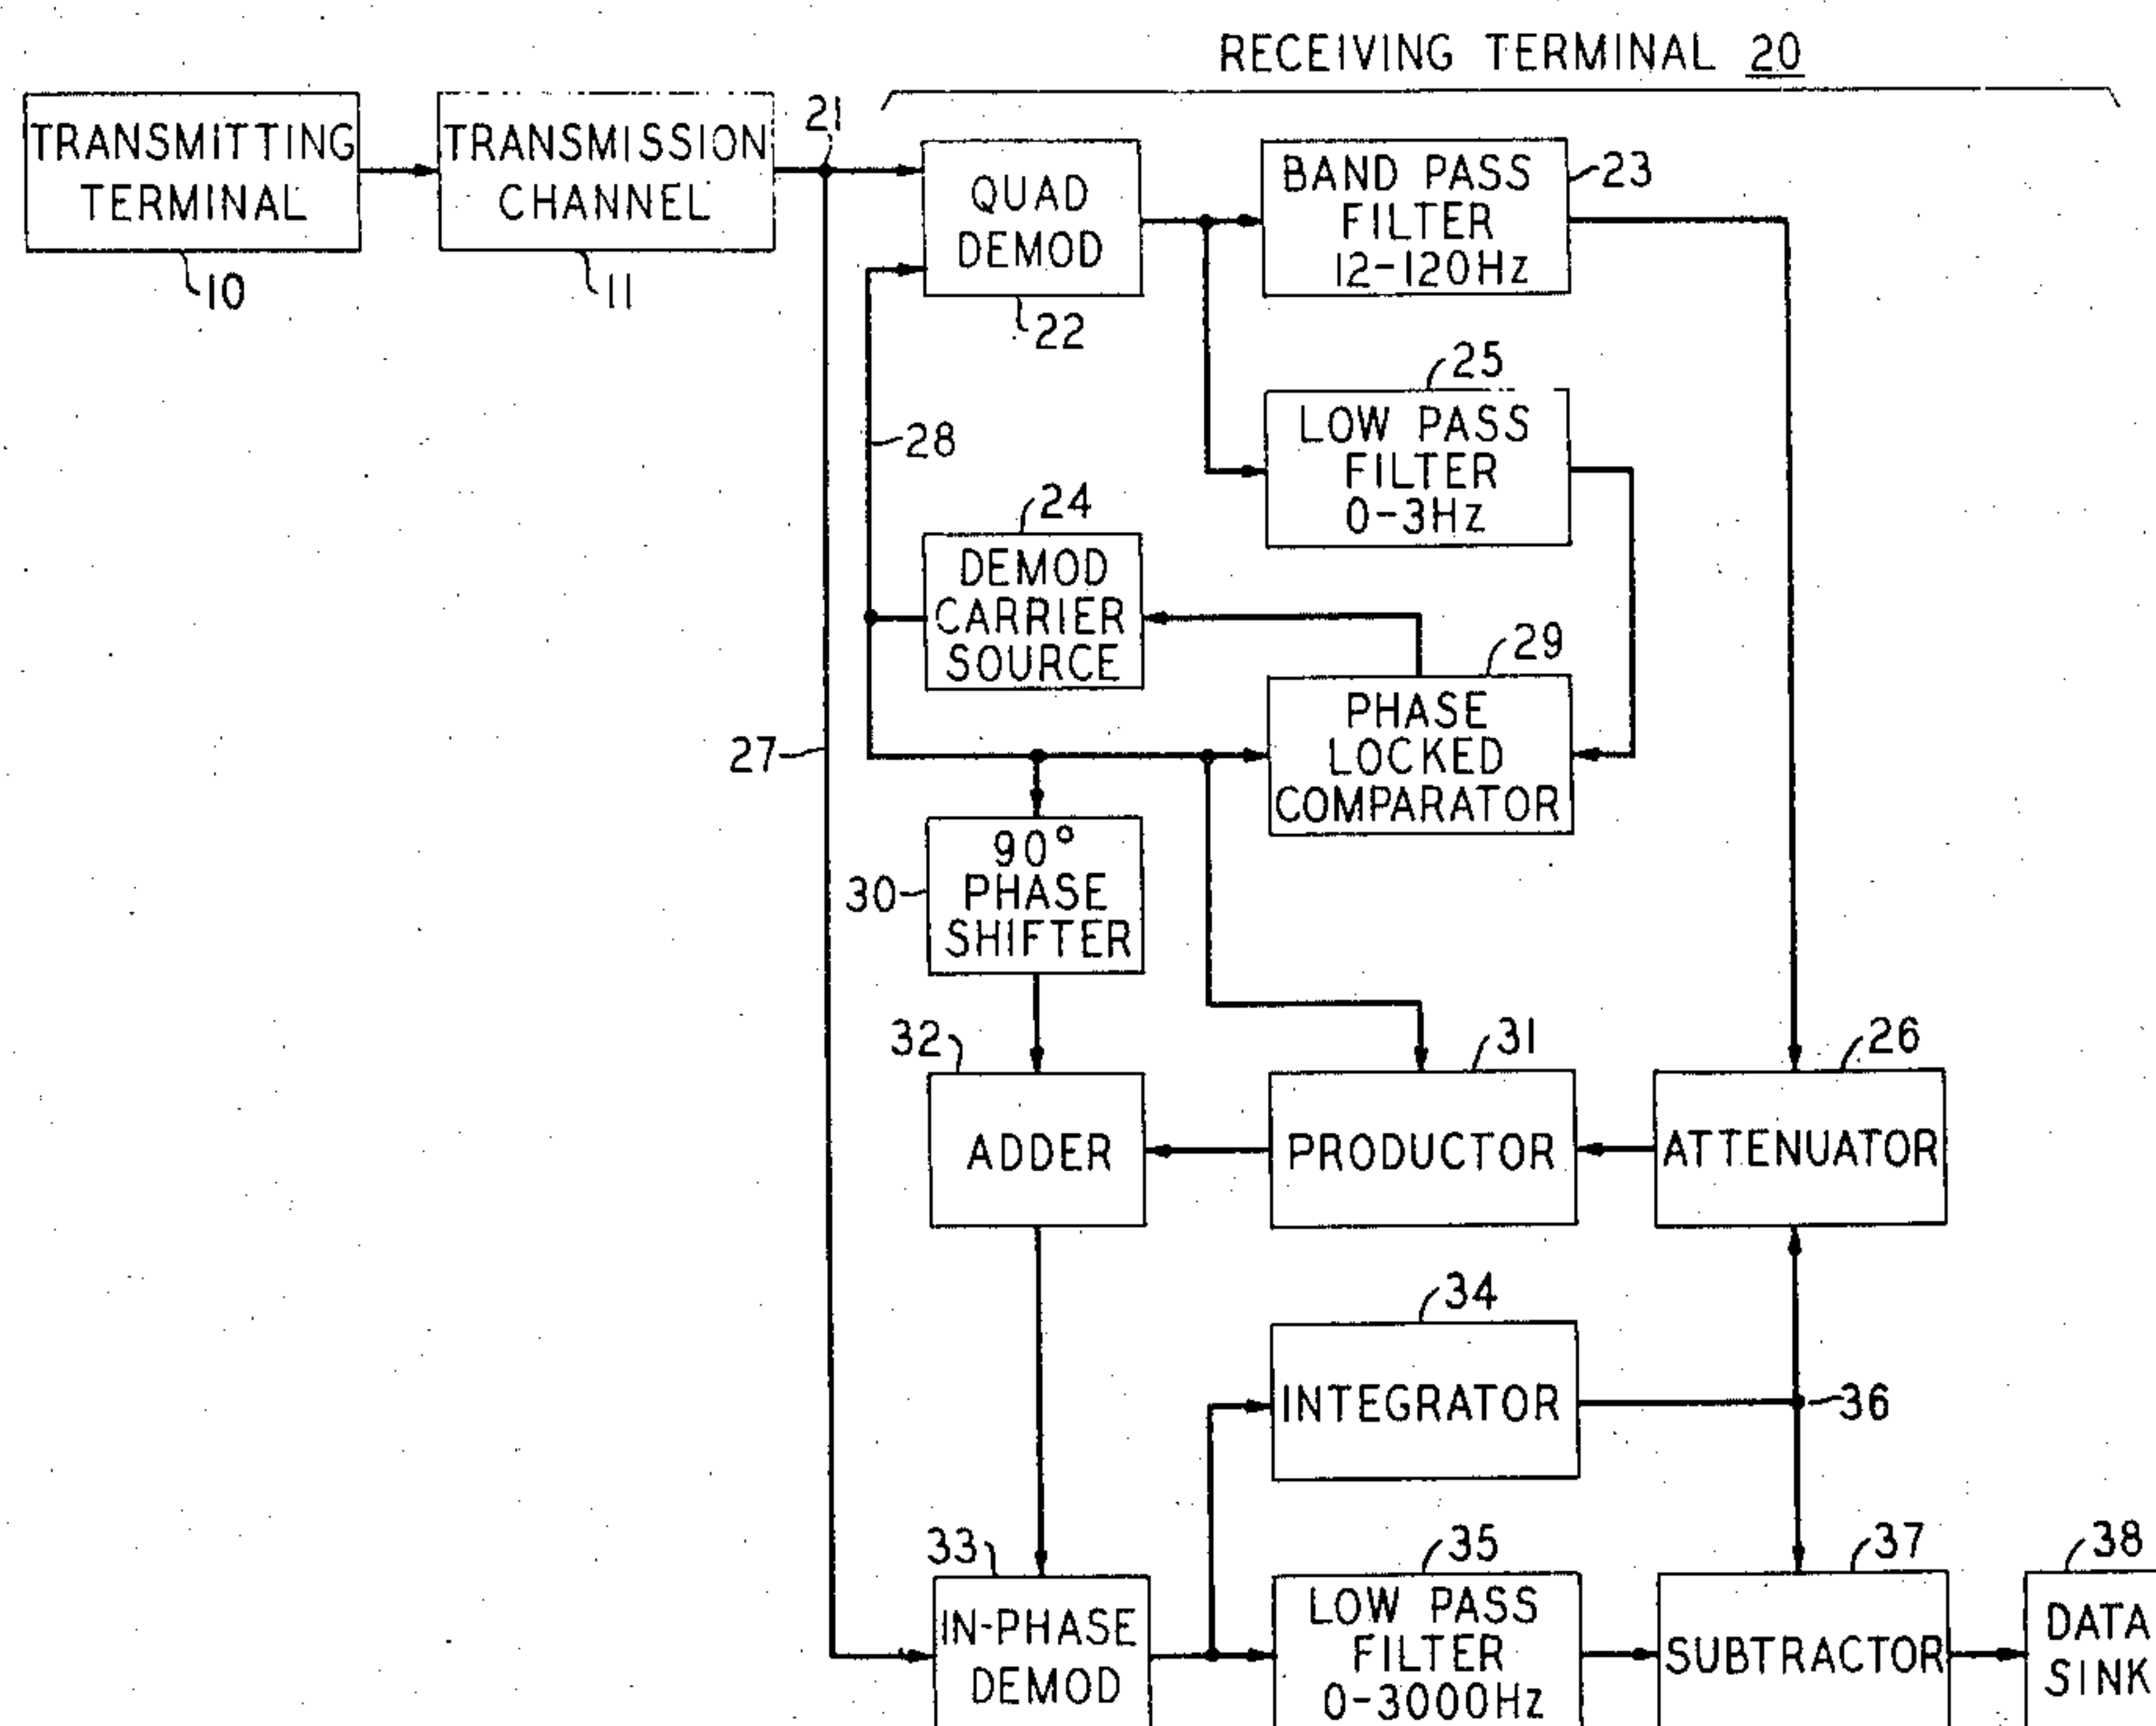 RECEIVING TERMINAL 20
TRANSMITTING
TERMINAL
10
TRANSMISSION
CHANNEL
11
21
QUAD
DEMOD
22
BAND PASS
FILTER
12-120Hz
23
25
LOW PASS
FILTER
0-3Hz
28
24
DEMOD
CARRIER
SOURCE
29
PHASE
LOCKED
COMPARATOR
27
90°
PHASE
SHIFTER
30
32
ADDER
31
PRODUCTOR
26
ATTENUATOR
34
INTEGRATOR
36
33
IN-PHASE
DEMOD
35
LOW PASS
FILTER
0-3000Hz
37
SUBTRACTOR
38
DATA
SINK